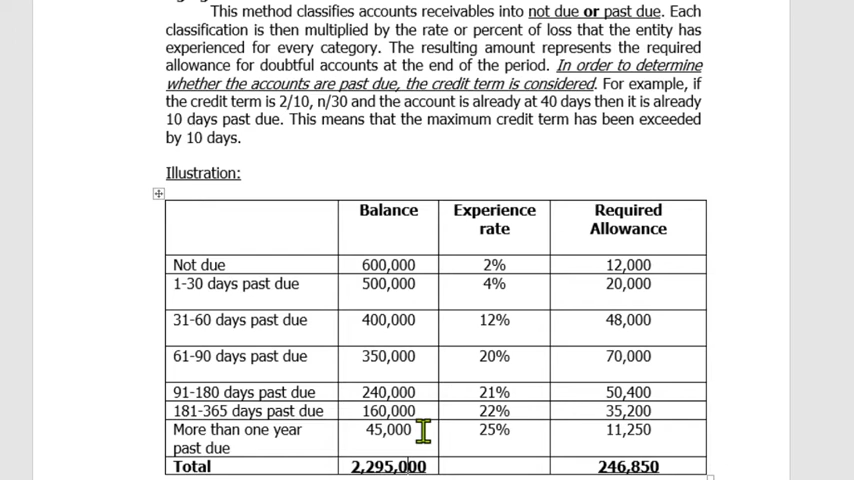 This method classifies accounts receivables into not due or past due. Each
classification is then multiplied by the rate or percent of loss that the entity has
experienced for every category. The resulting amount represents the required
allowance for doubtful accounts at the end of the period. In order to determine
whether the accounts are past due, the credit term is considered. For example, if
the credit term is 2/10, n/30 and the account is already at 40 days then it is already
10 days past due. This means that the maximum credit term has been exceeded
by 10 days.
Illustration:
Balance Experience rate Required Allowance
Not due 600,000 2% 12,000
1-30 days past due 500,000 4% 20,000
31-60 days past due 400,000 12% 48,000
61-90 days past due 350,000 20% 70,000
91-180 days past due 240,000 21% 50,400
181-365 days past due 160,000 22% 35,200
More than one year past due 45,000 25% 11,250
Total 2,295,000 246,850